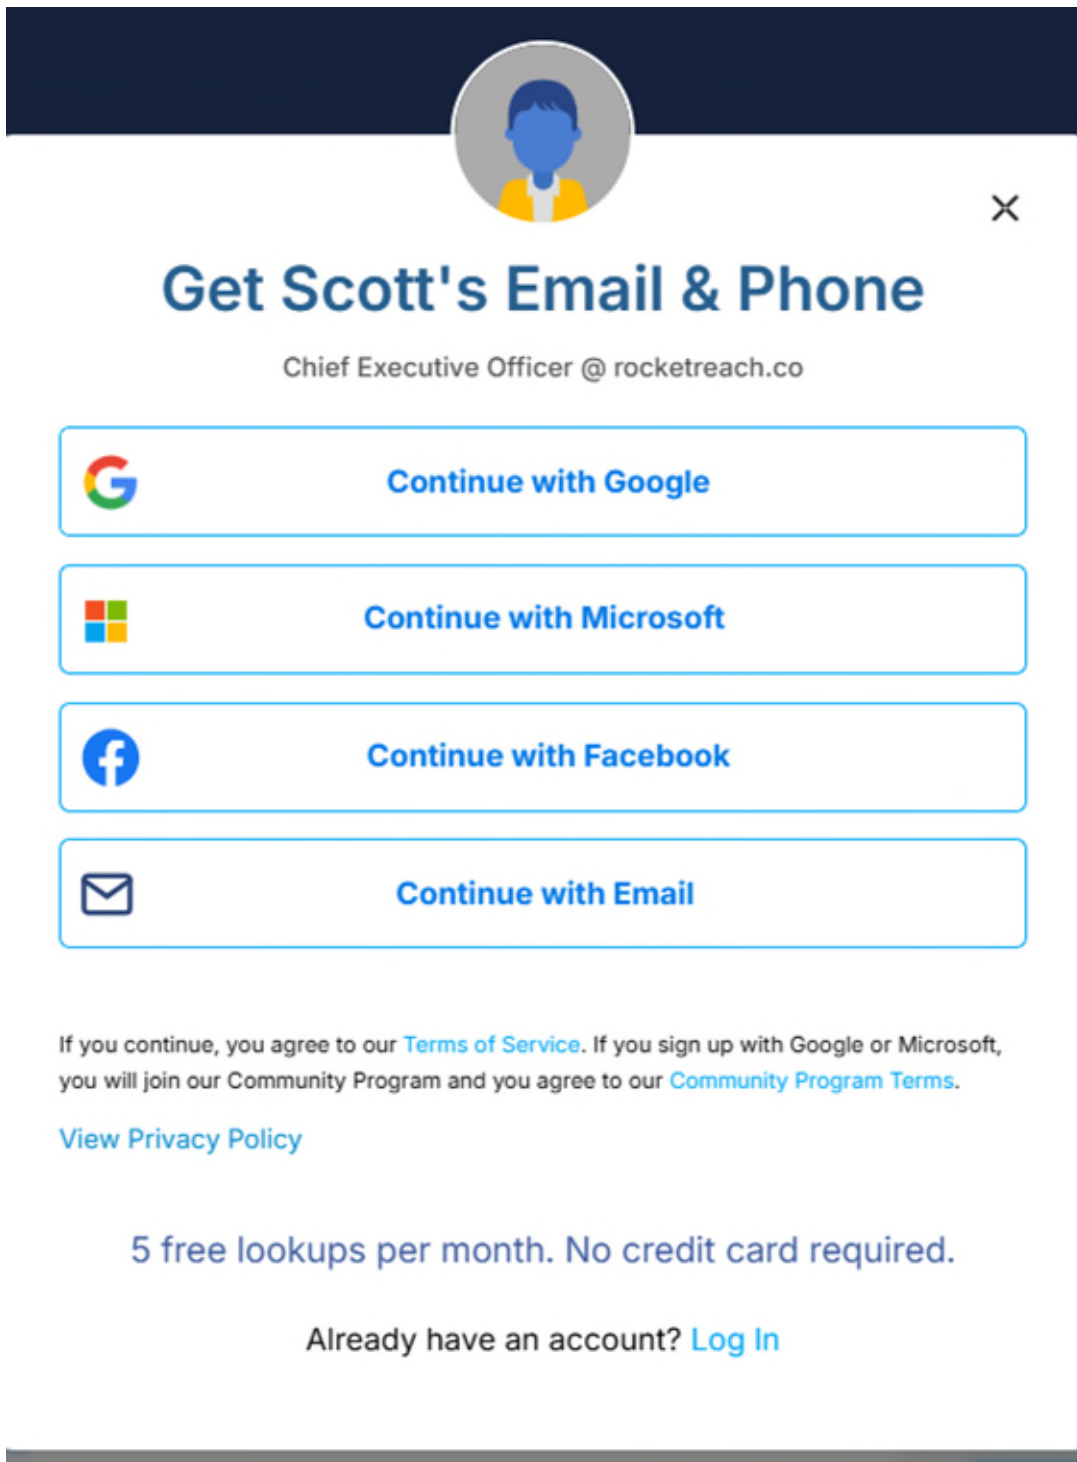 Get Scott's Email & Phone
Chief Executive Officer @ rocketreach.co
Continue with Google
Continue with Microsoft
Continue with Facebook
Continue with Email
If you continue, you agree to our Terms of Service. If you sign up with Google or Microsoft,
you will join our Community Program and you agree to our Community Program Terms.
View Privacy Policy
5 free lookups per month. No credit card required.
Already have an account? Log In